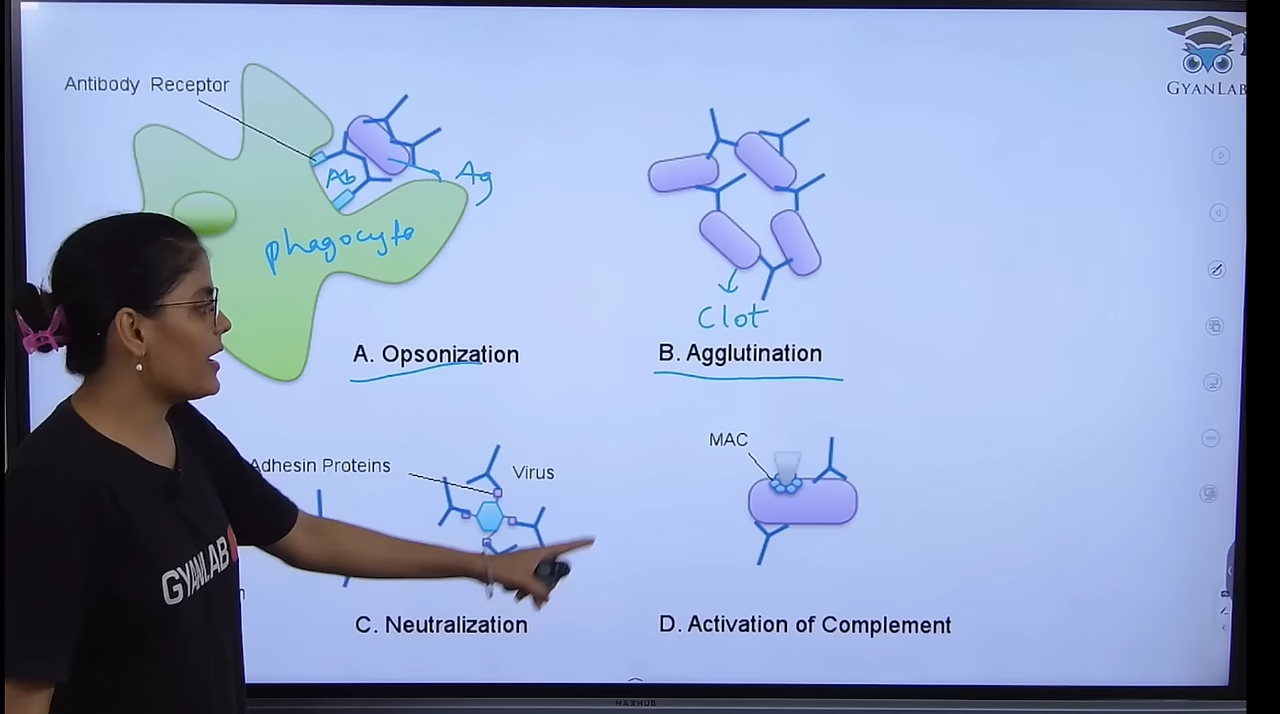 GYANLAB
Antibody Receptor
Ab
Ag
phagocyte
Clot
A. Opsonization
B. Agglutination
MAC
Adhesin Proteins
Virus
GYANLAB
C. Neutralization
D. Activation of Complement
MAXHUB